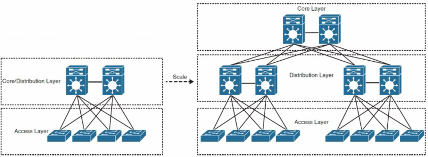 Core Layer
Core/Distribution Layer
Scale
Distribution Layer
Access Layer
Access Layer